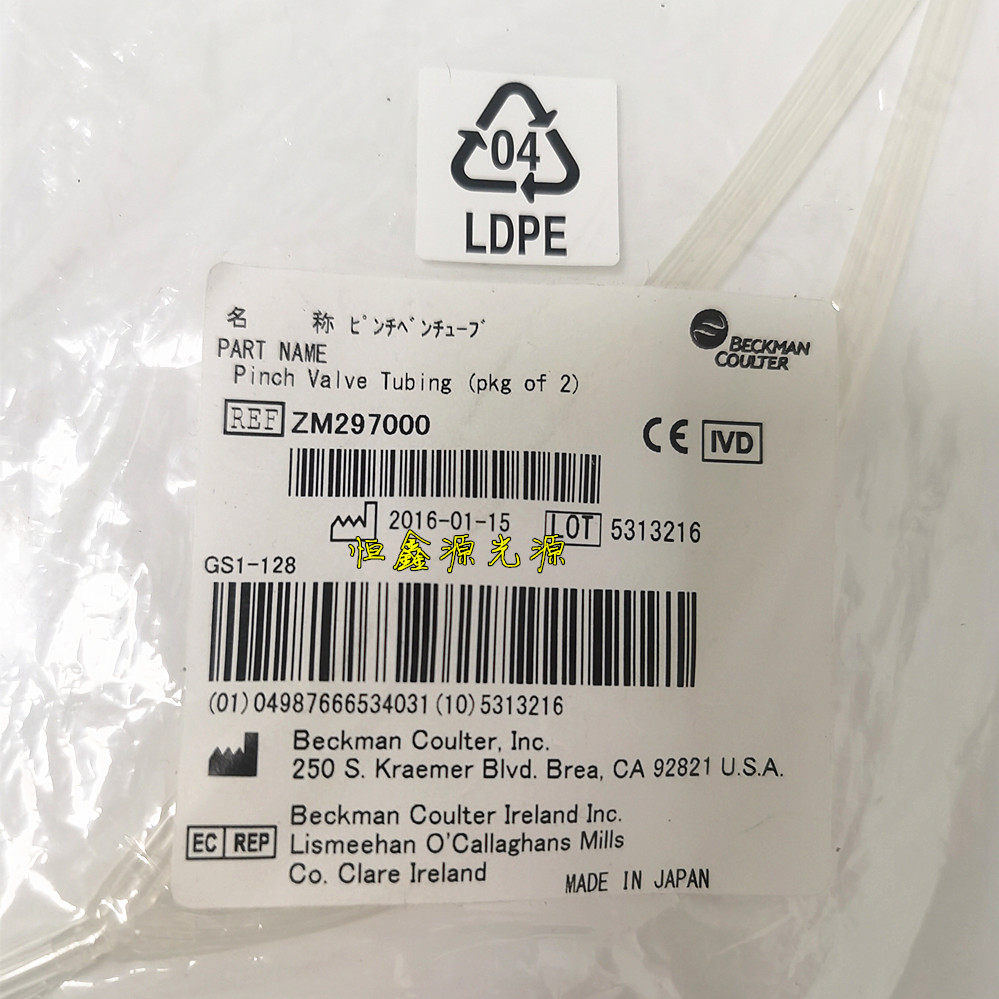 04
LDPE
名 称 ピンチベンチューブ
BECKMAN
COULTER
PART NAME
Pinch Valve Tubing (pkg of 2)
REF ZM297000
CE IVD
2016-01-15 LOT 5313216
恒鑫源光源
GS1-128
(01)04987666534031(10)5313216
Beckman Coulter, Inc.
250 S. Kraemer Blvd. Brea, CA 92821 U.S.A.
EC REP
Beckman Coulter Ireland Inc.
Lismeehan O'Callaghans Mills
Co. Clare Ireland
MADE IN JAPAN